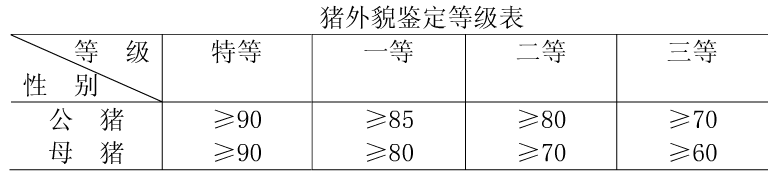 猪外貌鉴定等级表
等 级 特等 一等 二等 三等
性 别
公 猪 ≥90 ≥85 ≥80 ≥70
母 猪 ≥90 ≥80 ≥70 ≥60